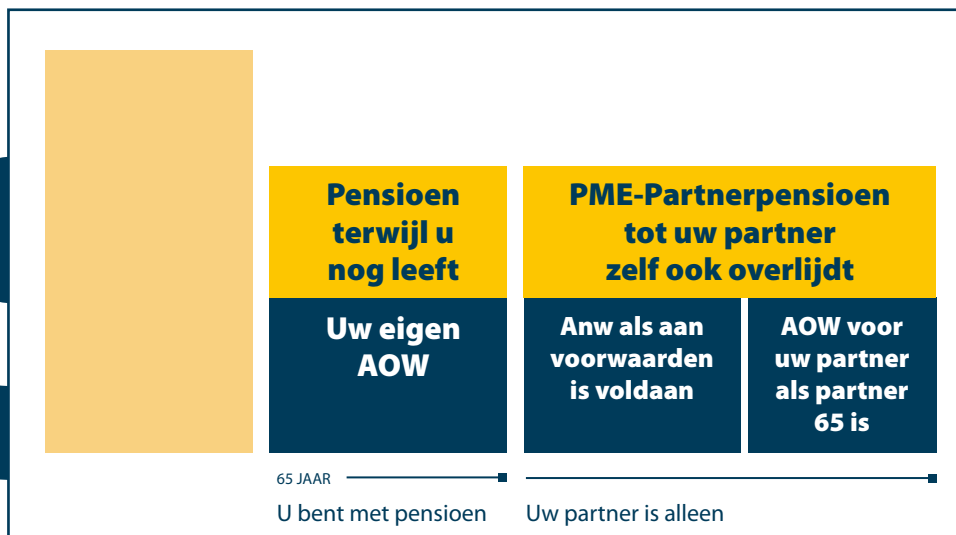 Pensioen
terwijl u
nog leeft
PME-Partnerpensioen
tot uw partner
zelf ook overlijdt
Uw eigen
AOW
Anw als aan
voorwaarden
is voldaan
AOW voor
uw partner
als partner
65 is
65 JAAR
U bent met pensioen
Uw partner is alleen